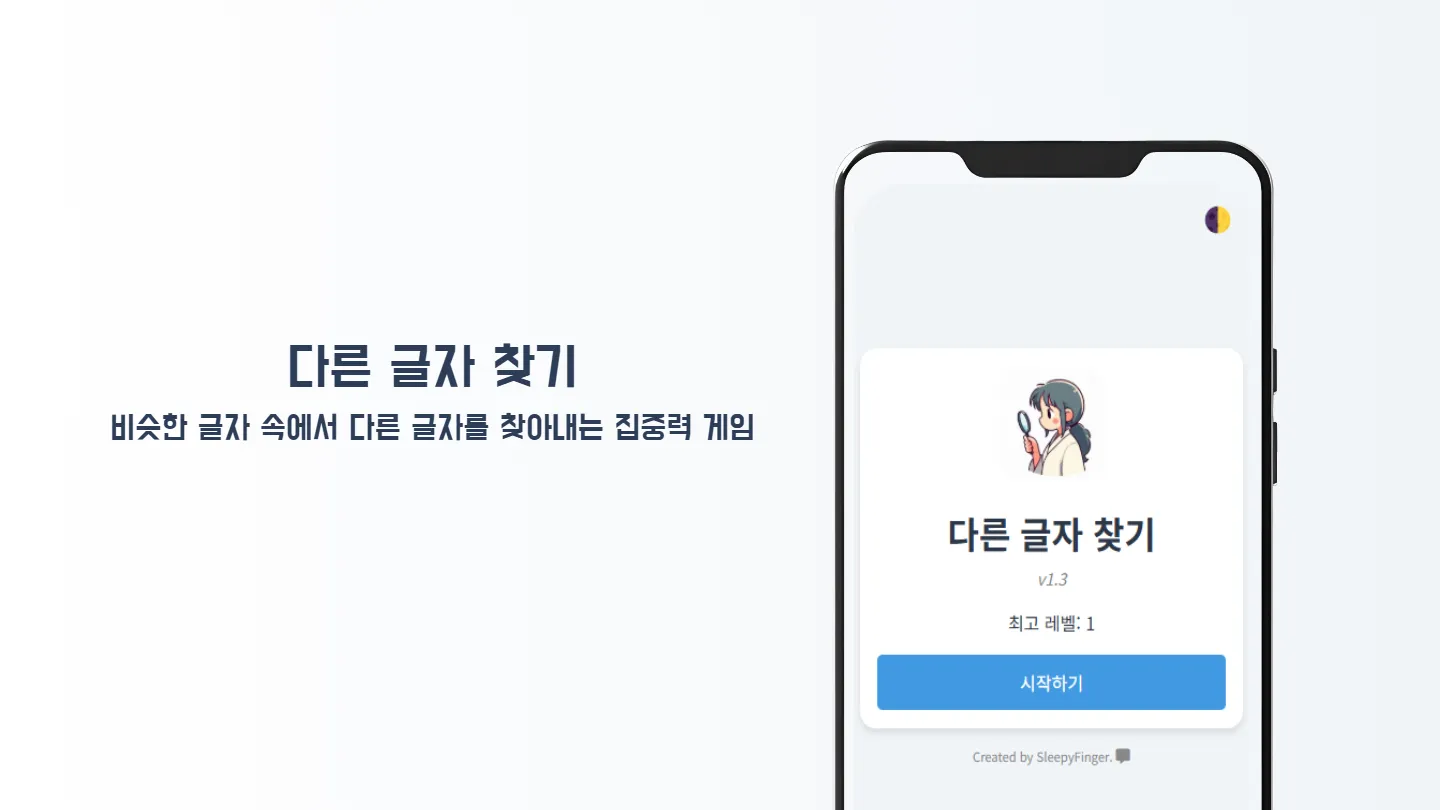 다른 글자 찾기
비슷한 글자 속에서 다른 글자를 찾아내는 집중력 게임
다른 글자 찾기
v1.3
최고 레벨: 1
시작하기
Created by SleepyFinger.